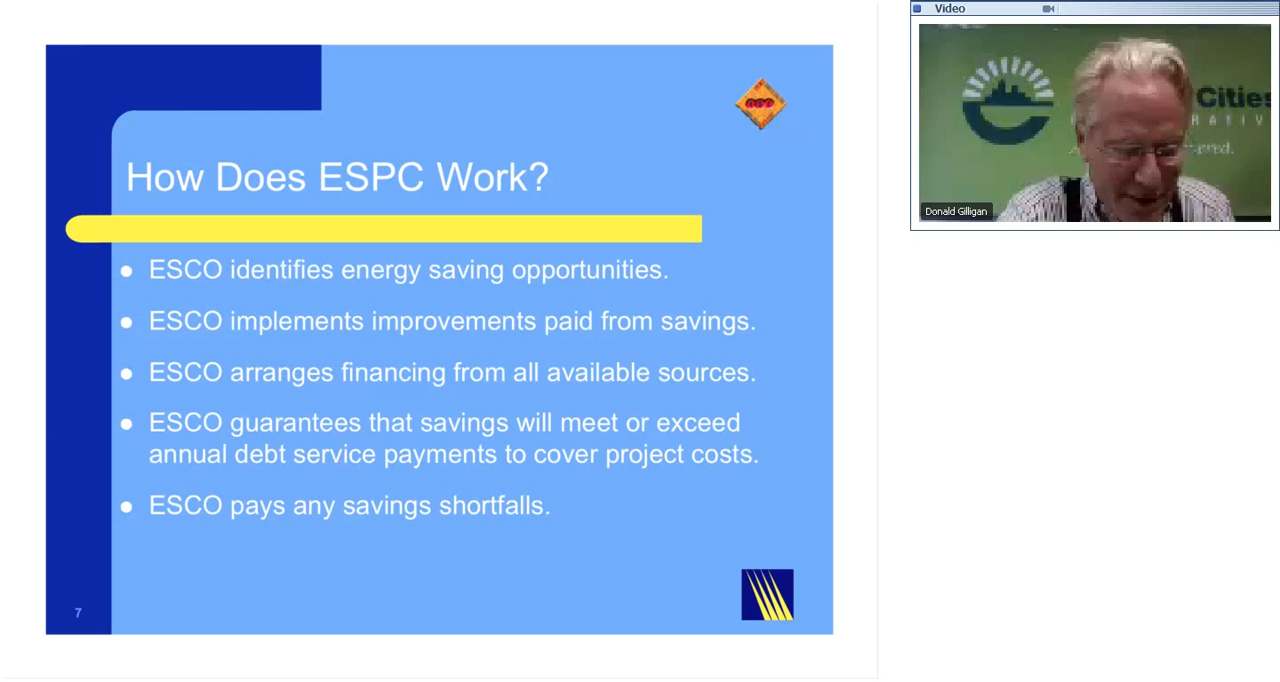 Video
Cities
Donald Gilligan
How Does ESPC Work?
ESCO identifies energy saving opportunities.
ESCO implements improvements paid from savings.
ESCO arranges financing from all available sources.
ESCO guarantees that savings will meet or exceed
annual debt service payments to cover project costs.
ESCO pays any savings shortfalls.
7